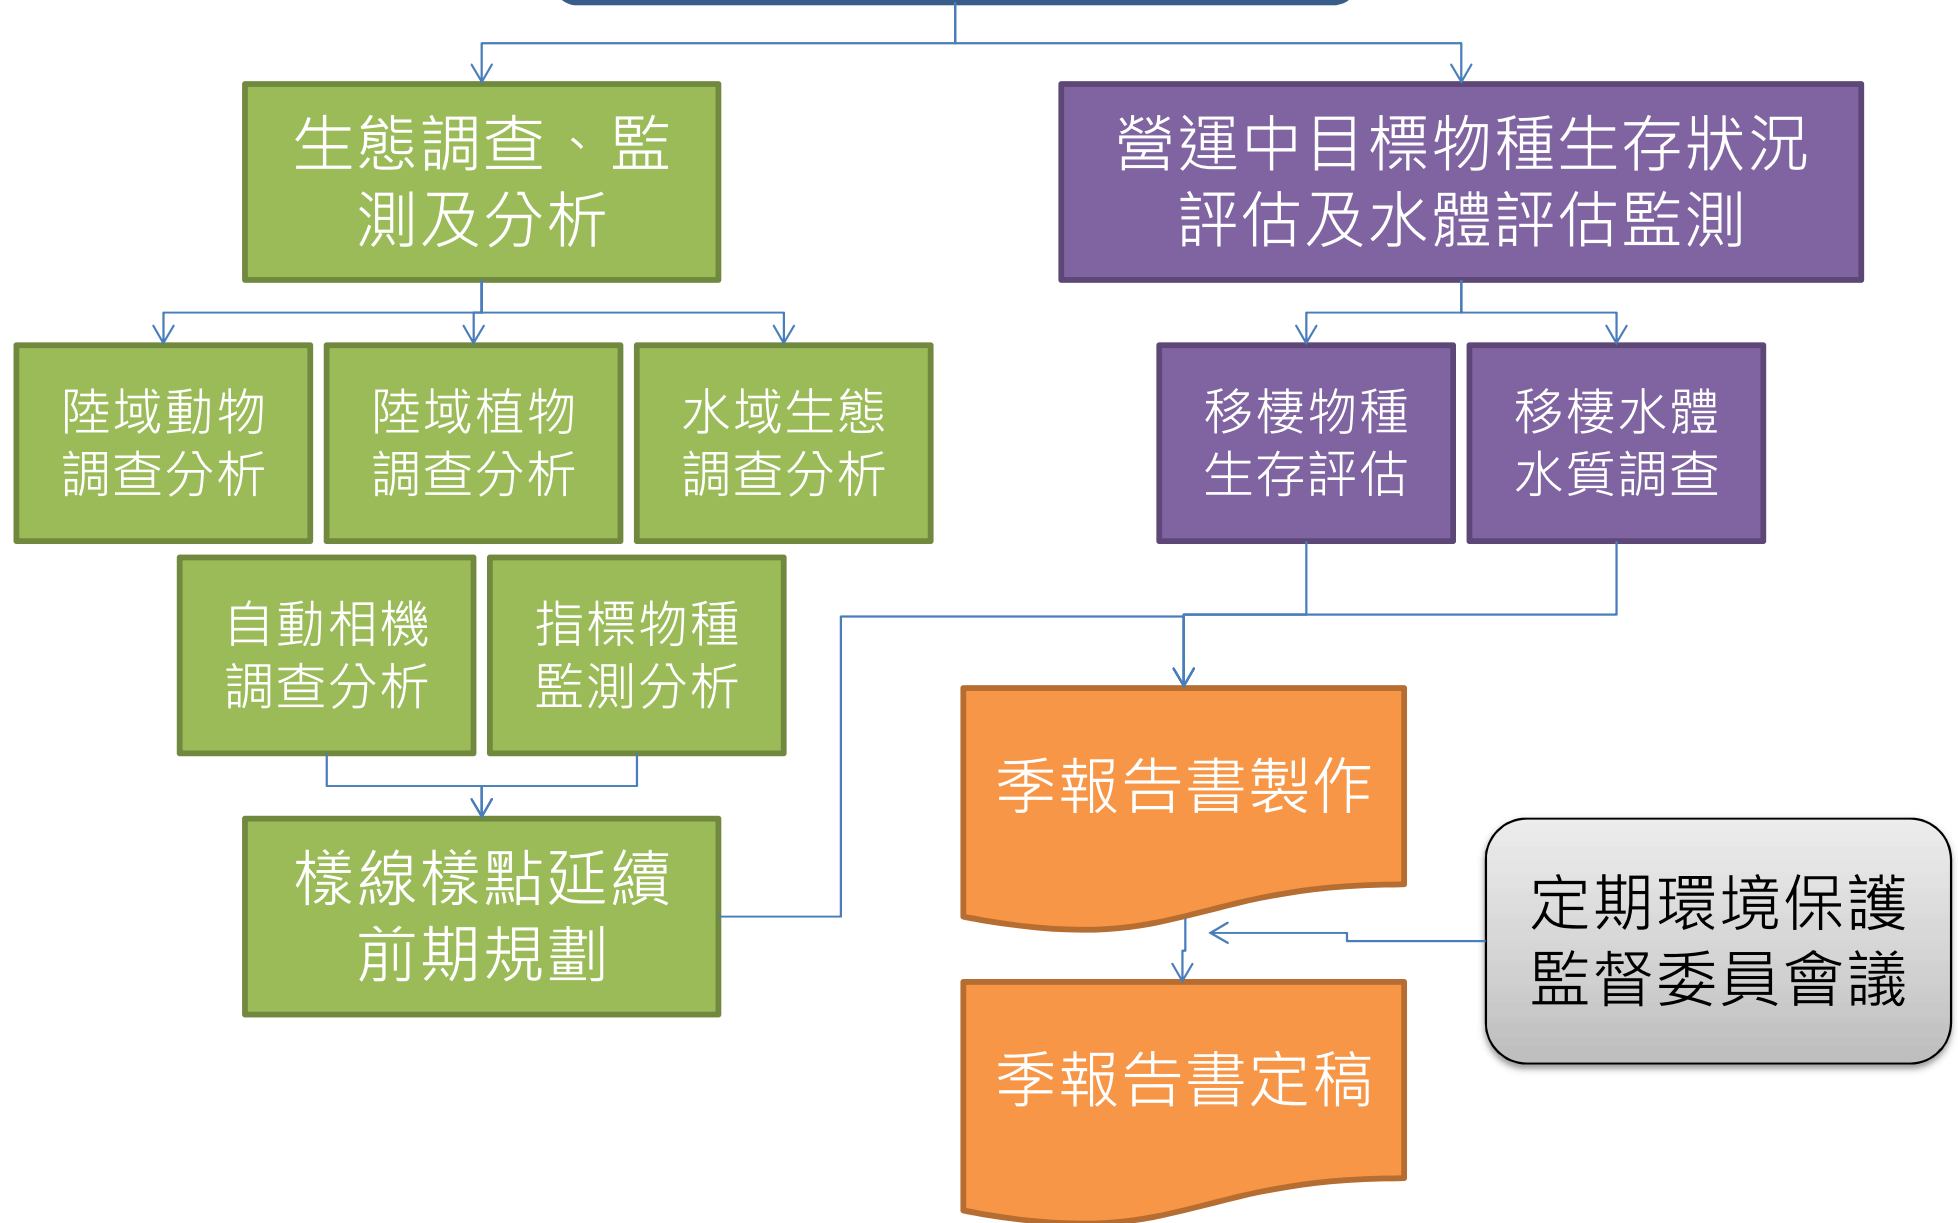 生態調查、監
測及分析
營運中目標物種生存狀況
評估及水體評估監測
陸域動物
調查分析
陸域植物
調查分析
水域生態
調查分析
移棲物種
生存評估
移棲水體
水質調查
自動相機
調查分析
指標物種
監測分析
樣線樣點延續
前期規劃
季報告書製作
定期環境保護
監督委員會議
季報告書定稿